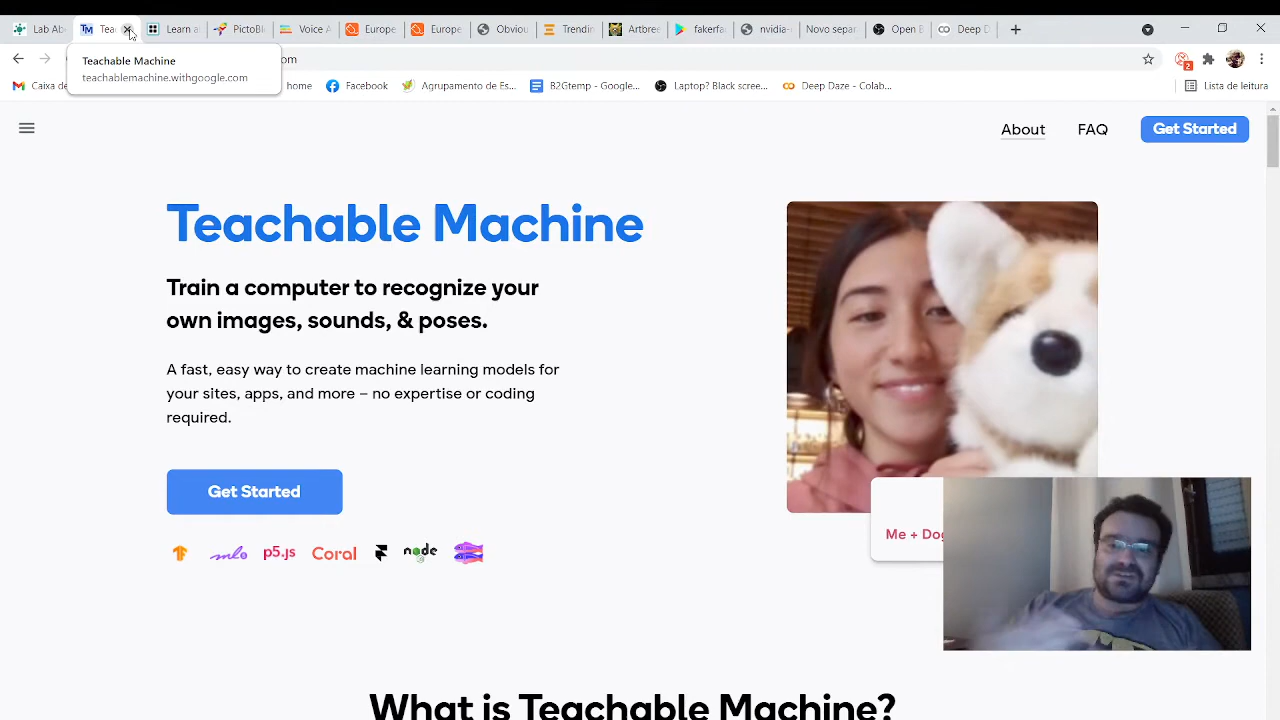 Lab Ab
Tea
Learn a
PictoBl
Voice A
Europe
Europe
Obviou
Trendin
Artbree
fakerfa
nvidia-
Novo separ
Open B
Deep D
Teachable Machine
teachablemachine.withgoogle.com
om
2
Caixa de
home
Facebook
Agrupamento de Es...
B2Gtemp - Google...
Laptop? Black scree...
Deep Daze - Colab...
Lista de leitura
About
FAQ
Get Started
Teachable Machine
Train a computer to recognize your
own images, sounds, & poses.
A fast, easy way to create machine learning models for
your sites, apps, and more – no expertise or coding
required.
Get Started
p5.js
Coral
node
Me + Dog
What is Teachable Machine?